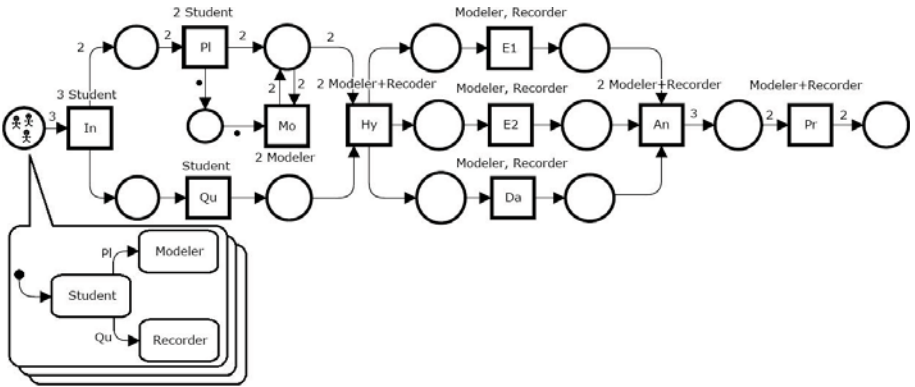 2 Student
Modeler, Recorder
2
2
Pl
2
2
E1
3 Student
2
2
2 Modeler+Recoder
Modeler, Recorder
2 Modeler+Recorder
Modeler+Recorder
3
In
Mo
Hy
E2
An
3
2
Pr
2
Student
2 Modeler
Modeler, Recorder
Qu
Da
Pl
Modeler
Student
Qu
Recorder